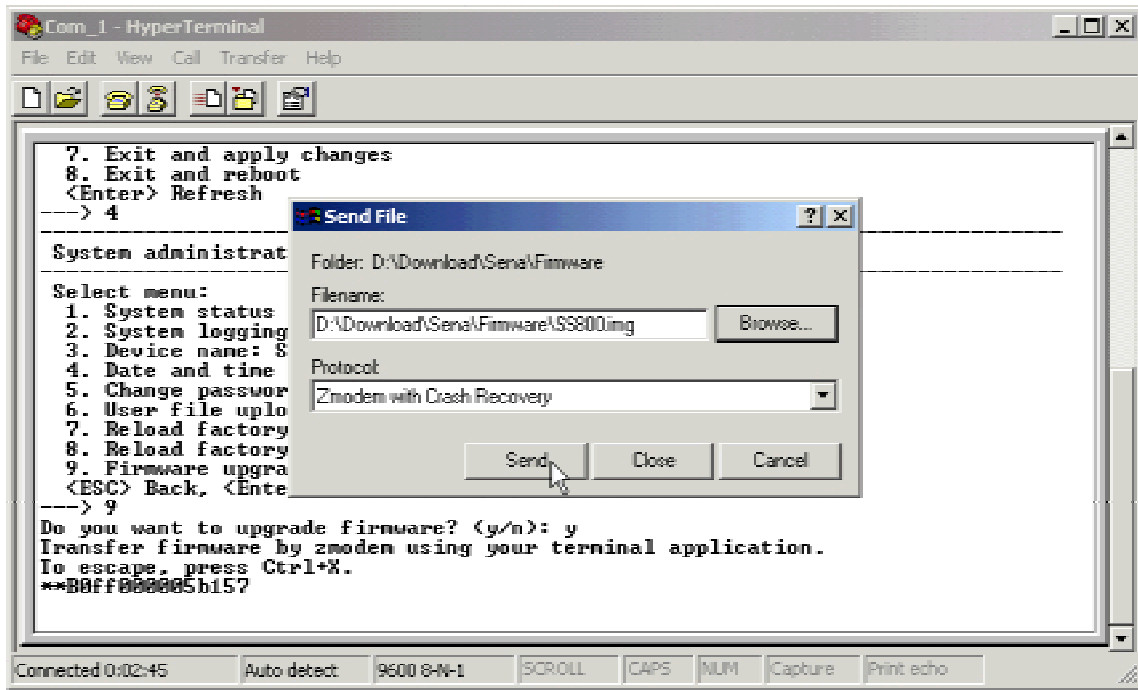 Com_1 - HyperTerminal
File Edit View Call Transfer Help
7. Exit and apply changes
8. Exit and reboot
<Enter> Refresh
---> 4
System administrat
Select menu:
1. System status
2. System logging
3. Device name: S
4. Date and time
5. Change passwor
6. User file uplo
7. Reload factory
8. Reload factory
9. Firmware upgra
<ESC> Back, <Ente
---> 9
Do you want to upgrade firmware? (y/n): y
Transfer firmware by zmodem using your terminal application.
To escape, press Ctrl+X.
**B0ff000005b157
Send File
Folder: D:\Download\Sena\Firmware
Filename:
D:\Download\Sena\Firmware\SS800.img
Browse...
Protocol:
Zmodem with Crash Recovery
Send Close Cancel
Connected 0:02:45 Auto detect 9600 8-N-1 SCROLL CAPS NUM Capture Print echo